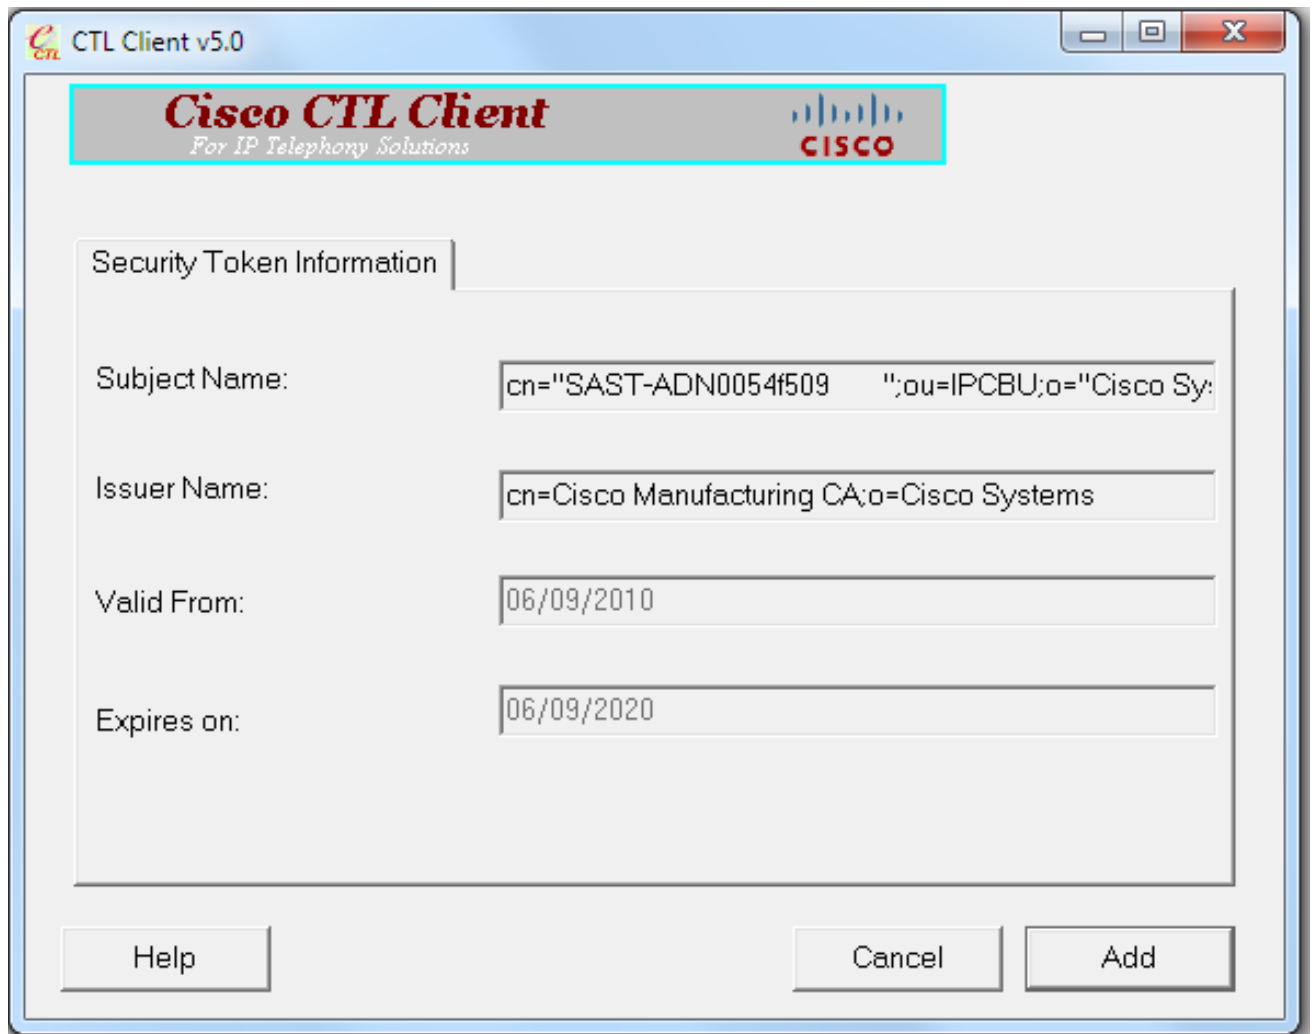 CTL Client v5.0
Cisco CTL Client
For IP Telephony Solutions
CISCO
Security Token Information
Subject Name:
cn="SAST-ADN0054f509 ";ou=IPCBU;o="Cisco Sys
Issuer Name:
cn=Cisco Manufacturing CA;o=Cisco Systems
Valid From:
06/09/2010
Expires on:
06/09/2020
Help
Cancel
Add